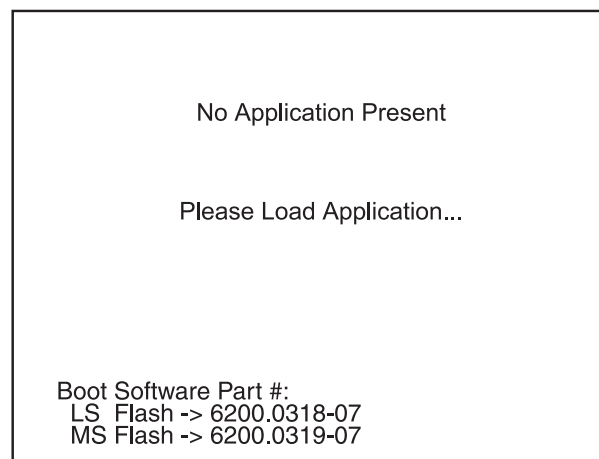 No Application Present
Please Load Application...
Boot Software Part #:
LS Flash -> 6200.0318-07
MS Flash -> 6200.0319-07